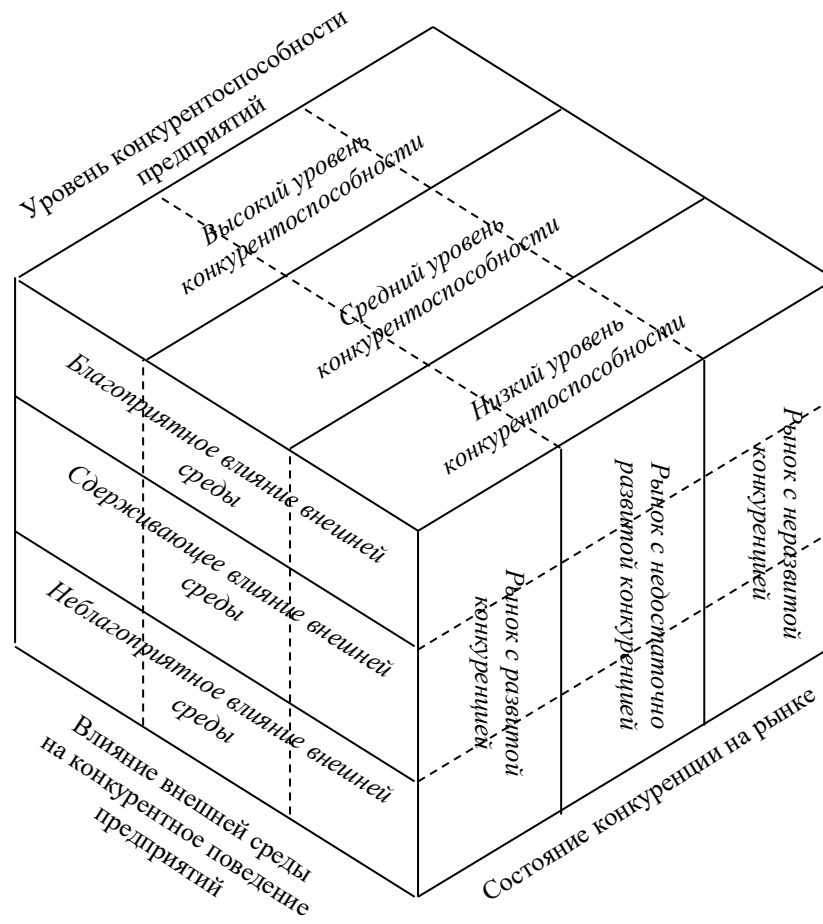 Уровень конкурентоспособности
предприятий
Высокий уровень
конкурентоспособности
Средний уровень
конкурентоспособности
Низкий уровень
конкурентоспособности
Благоприятное влияние внешней
среды
Сдерживающее влияние внешней
среды
Неблагоприятное влияние внешней
среды
Рынок с развитой
конкуренцией
Рынок с недостаточно
развитой конкуренцией
Рынок с неразвитой
конкуренцией
Влияние внешней среды
на конкурентное поведение
предприятий
Состояние конкуренции на рынке